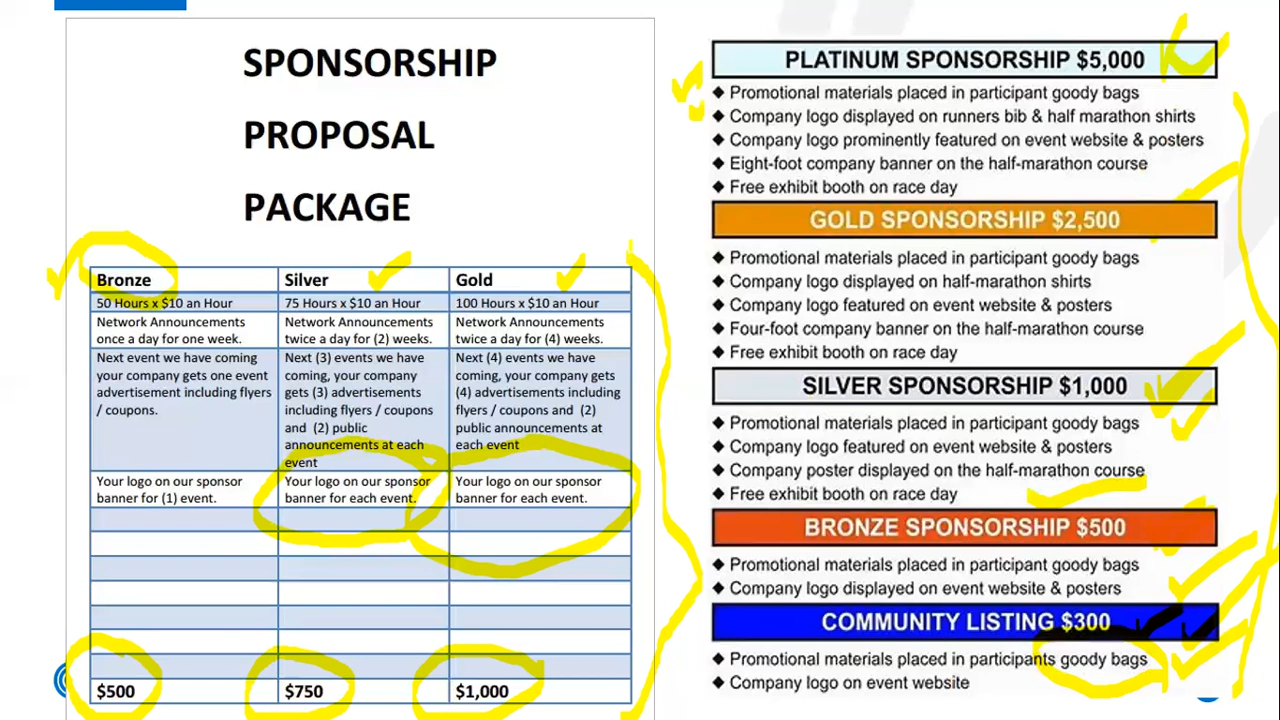 SPONSORSHIP
PROPOSAL
PACKAGE
Bronze Silver Gold
50 Hours x $10 an Hour 75 Hours x $10 an Hour 100 Hours x $10 an Hour
Network Announcements Network Announcements Network Announcements
once a day for one week. twice a day for (2) weeks. twice a day for (4) weeks.
Next event we have coming Next (3) events we have Next (4) events we have
your company gets one event coming, your company coming, your company gets
advertisement including flyers gets (3) advertisements (4) advertisements including
/ coupons. including flyers / coupons flyers / coupons and (2)
and (2) public public announcements at
announcements at each each event
event
Your logo on our sponsor Your logo on our sponsor Your logo on our sponsor
banner for (1) event. banner for each event. banner for each event.
$500 $750 $1,000
PLATINUM SPONSORSHIP $5,000
◆ Promotional materials placed in participant goody bags
◆ Company logo displayed on runners bib & half marathon shirts
◆ Company logo prominently featured on event website & posters
◆ Eight-foot company banner on the half-marathon course
◆ Free exhibit booth on race day
GOLD SPONSORSHIP $2,500
◆ Promotional materials placed in participant goody bags
◆ Company logo displayed on half-marathon shirts
◆ Company logo featured on event website & posters
◆ Four-foot company banner on the half-marathon course
◆ Free exhibit booth on race day
SILVER SPONSORSHIP $1,000
◆ Promotional materials placed in participant goody bags
◆ Company logo featured on event website & posters
◆ Company poster displayed on the half-marathon course
◆ Free exhibit booth on race day
BRONZE SPONSORSHIP $500
◆ Promotional materials placed in participant goody bags
◆ Company logo displayed on event website & posters
COMMUNITY LISTING $300
◆ Promotional materials placed in participants goody bags
◆ Company logo on event website